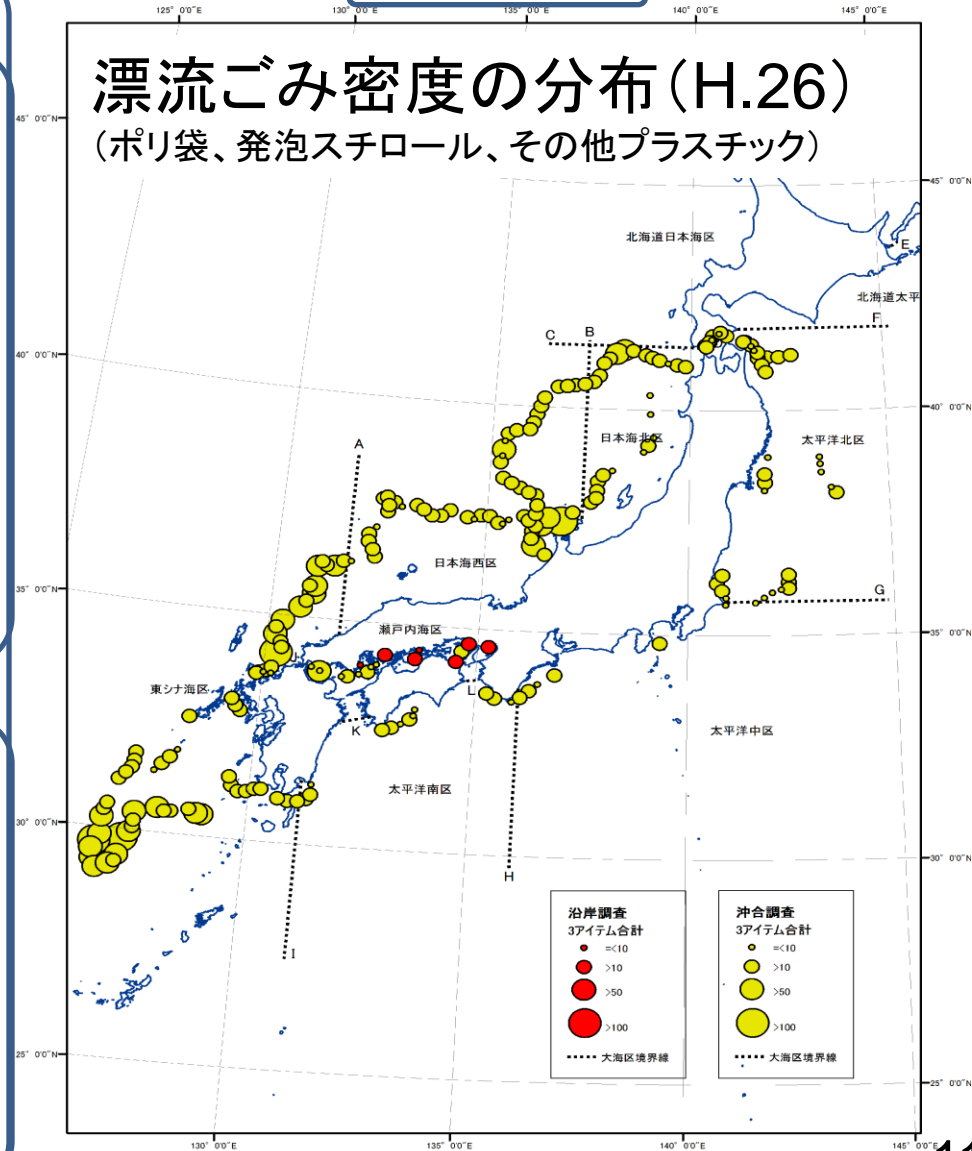 125° 0'0"E
130° 0'0"E
135° 0'0"E
140° 0'0"E
145° 0'0"E
漂流ごみ密度の分布(H.26)
(ポリ袋、発泡スチロール、その他プラスチック)
45° 0'0"N
45° 0'0"N
北海道日本海区
E
北海道太平
F
C
B
40° 0'0"N
40° 0'0"N
日本海北区
太平洋北区
A
日本海西区
35° 0'0"N
G
35° 0'0"N
瀬戸内海区
J
東シナ海区
L
K
太平洋中区
太平洋南区
30° 0'0"N
30° 0'0"N
H
沿岸調査
3アイテム合計
=<10
>10
>50
>100
大海区境界線
沖合調査
3アイテム合計
=<10
>10
>50
>100
大海区境界線
I
25° 0'0"N
25° 0'0"N
130° 0'0"E
135° 0'0"E
140° 0'0"E
145° 0'0"E